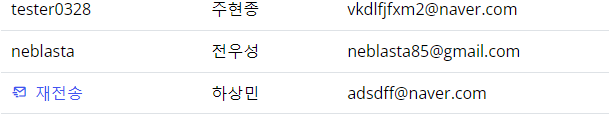 tester0328 주현종 vkdlfjfxm2@naver.com
neblasta 전우성 neblasta85@gmail.com
재전송 하상민 adsdff@naver.com